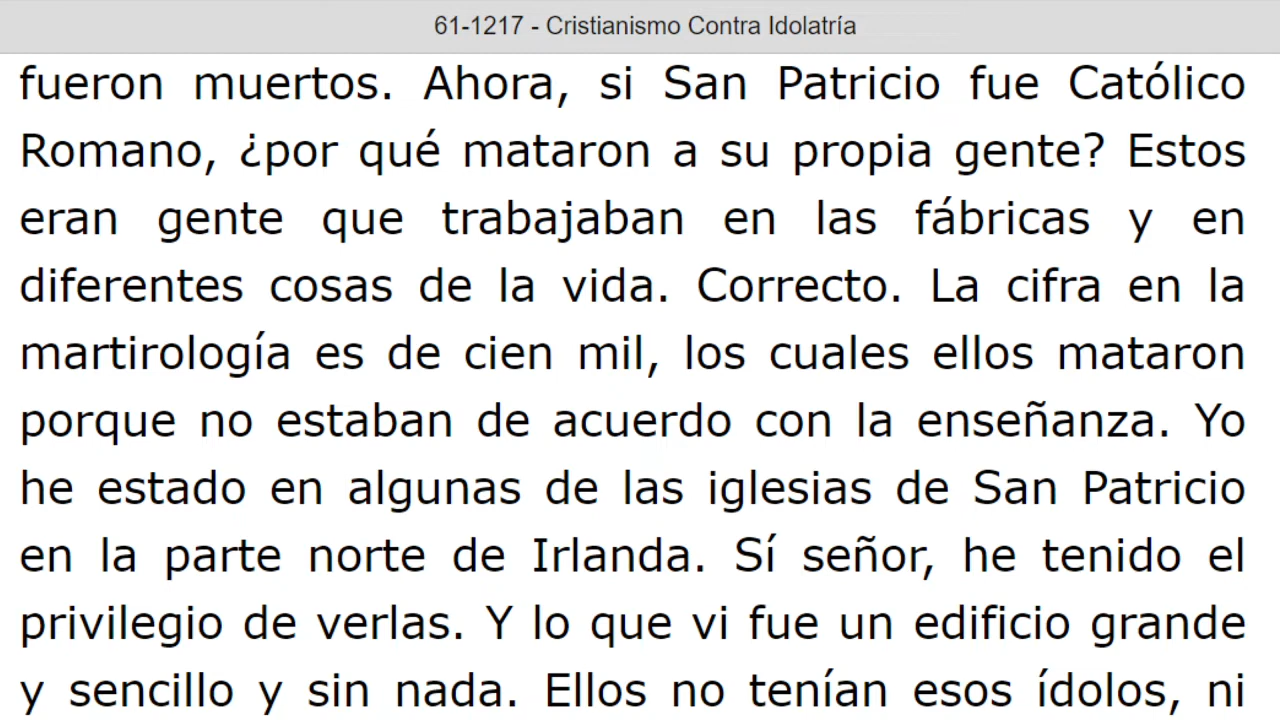 61-1217 - Cristianismo Contra Idolatría
fueron muertos. Ahora, si San Patricio fue Católico
Romano, ¿por qué mataron a su propia gente? Estos
eran gente que trabajaban en las fábricas y en
diferentes cosas de la vida. Correcto. La cifra en la
martirología es de cien mil, los cuales ellos mataron
porque no estaban de acuerdo con la enseñanza. Yo
he estado en algunas de las iglesias de San Patricio
en la parte norte de Irlanda. Sí señor, he tenido el
privilegio de verlas. Y lo que vi fue un edificio grande
y sencillo y sin nada. Ellos no tenían esos ídolos, ni